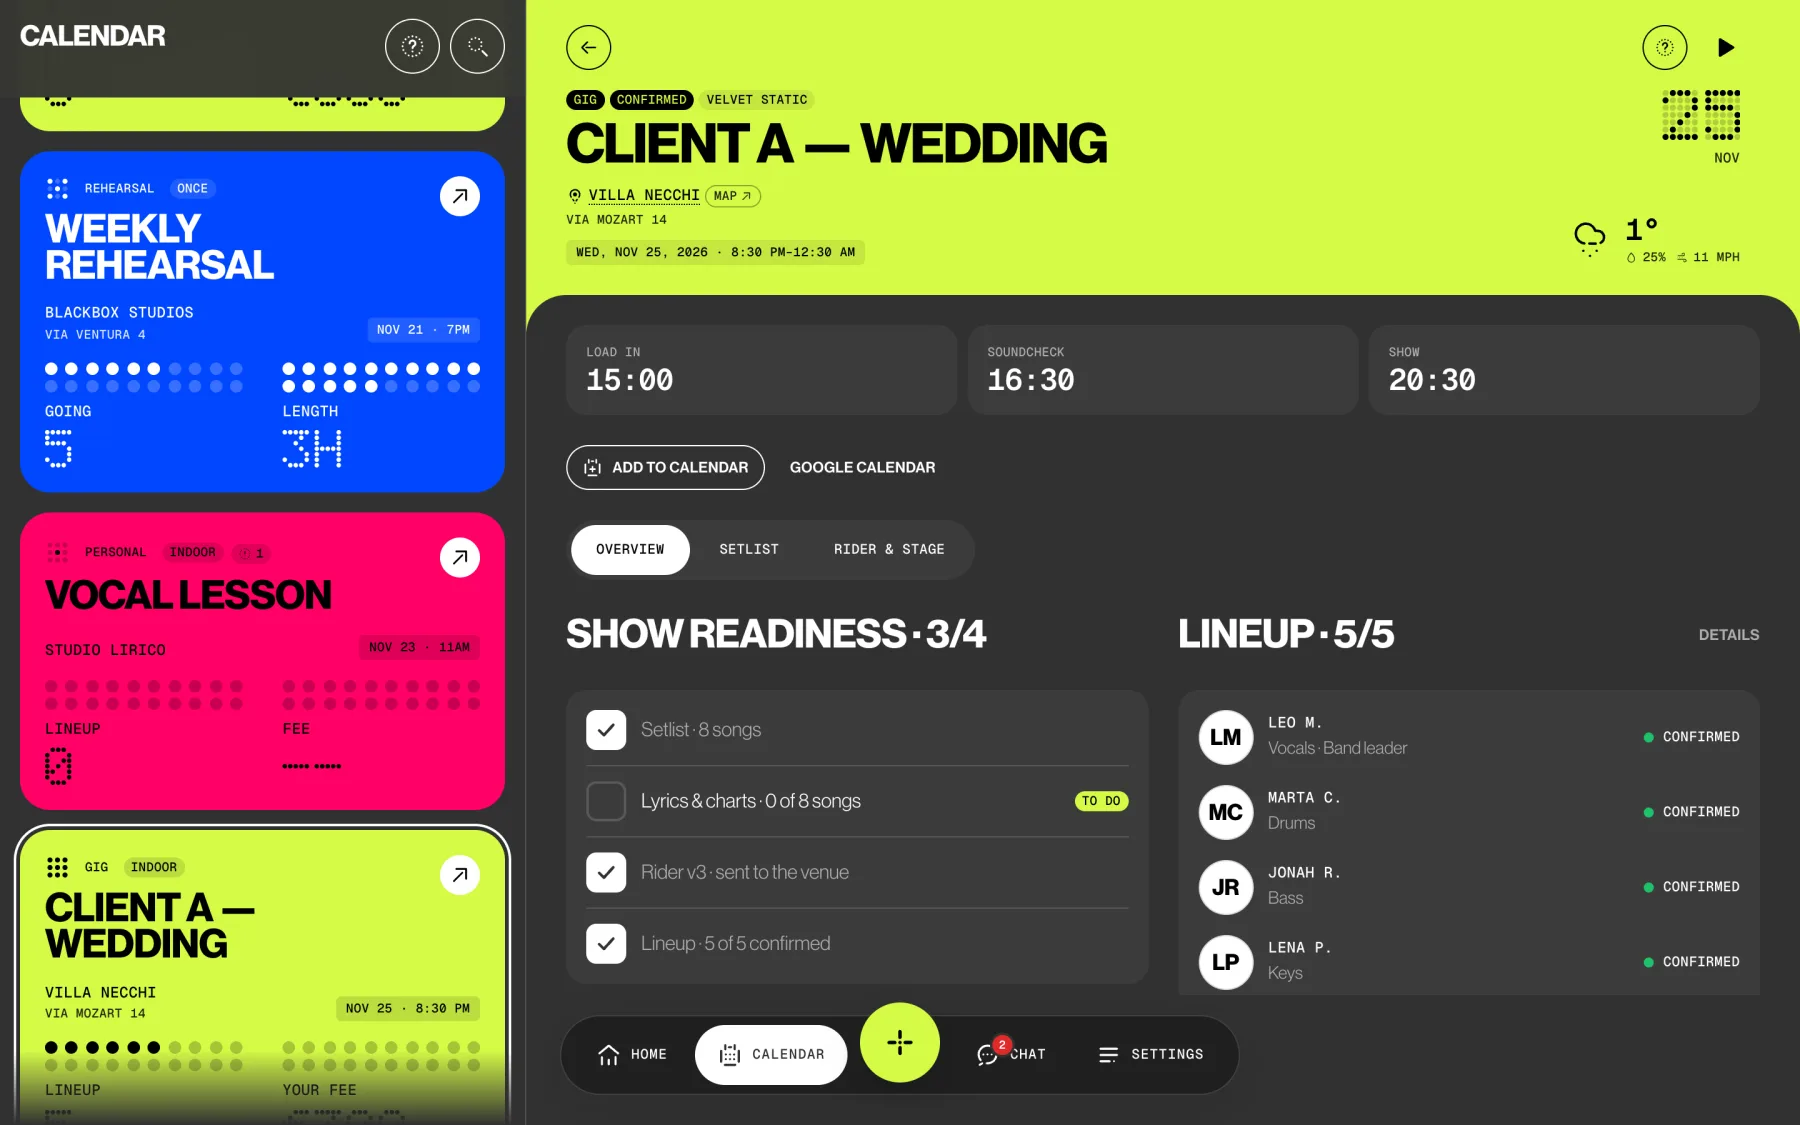 CALENDAR
REHEARSAL ONCE
WEEKLY
REHEARSAL
BLACKBOX STUDIOS
VIA VENTURA 4
NOV 21 · 7PM
GOING
LENGTH
5
3H
PERSONAL INDOOR 1
VOCAL LESSON
STUDIO LIRICO
NOV 23 · 11AM
LINEUP
FEE
0
GIG INDOOR
CLIENT A —
WEDDING
VILLA NECCHI
VIA MOZART 14
NOV 25 · 8:30 PM
LINEUP
YOUR FEE
GIG CONFIRMED VELVET STATIC
CLIENT A — WEDDING
VILLA NECCHI MAP
VIA MOZART 14
WED, NOV 25, 2026 · 8:30 PM–12:30 AM
25
NOV
1°
25% 11 MPH
LOAD IN
15:00
SOUNDCHECK
16:30
SHOW
20:30
ADD TO CALENDAR
GOOGLE CALENDAR
OVERVIEW
SETLIST
RIDER & STAGE
SHOW READINESS · 3/4
Setlist · 8 songs
Lyrics & charts · 0 of 8 songs
TO DO
Rider v3 · sent to the venue
Lineup · 5 of 5 confirmed
LINEUP · 5/5
DETAILS
LM
LEO M.
Vocals · Band leader
CONFIRMED
MC
MARTA C.
Drums
CONFIRMED
JR
JONAH R.
Bass
CONFIRMED
LP
LENA P.
Keys
CONFIRMED
HOME
CALENDAR
2
CHAT
SETTINGS